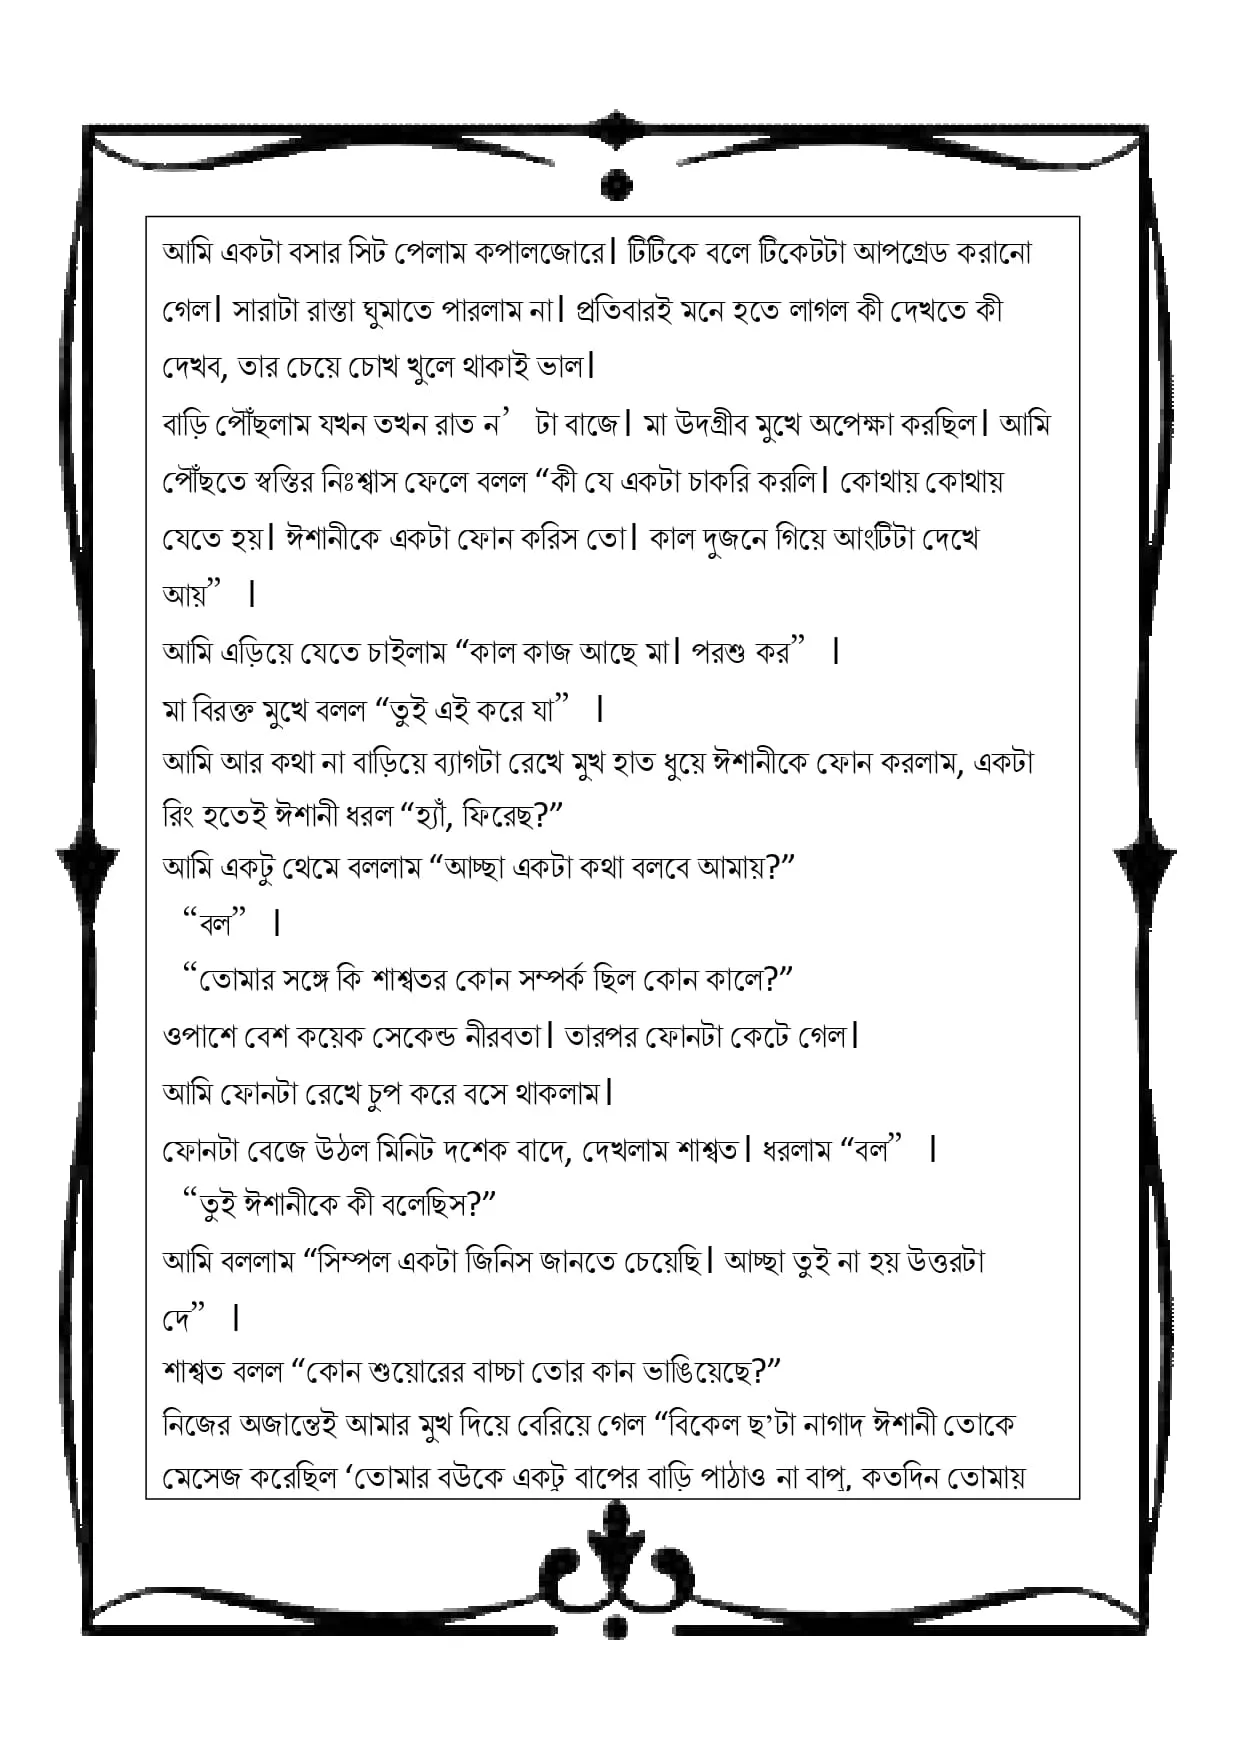 আমি একটা বসার সিট পেলাম কপালজোরে| টিটিকে বলে টিকেটটা আপগ্রেড করানো
গেল| সারাটা রাস্তা ঘুমাতে পারলাম না| প্রতিবারই মনে হতে লাগল কী দেখতে কী
দেখব, তার চেয়ে চোখ খুলে থাকাই ভাল|
বাড়ি পৌঁছলাম যখন তখন রাত ন’ টা বাজে| মা উদগ্রীব মুখে অপেক্ষা করছিল| আমি
পৌঁছতে স্বস্তির নিঃশ্বাস ফেলে বলল “কী যে একটা চাকরি করলি| কোথায় কোথায়
যেতে হয়| ঈশানীকে একটা ফোন করিস তো| কাল দুজনে গিয়ে আংটিটা দেখে
আয়” |
আমি এড়িয়ে যেতে চাইলাম “কাল কাজ আছে মা| পরশু কর” |
মা বিরক্ত মুখে বলল “তুই এই করে যা” |
আমি আর কথা না বাড়িয়ে ব্যাগটা রেখে মুখ হাত ধুয়ে ঈশানীকে ফোন করলাম, একটা
রিং হতেই ঈশানী ধরল “হ্যাঁ, ফিরেছ?”
আমি একটু থেমে বললাম “আচ্ছা একটা কথা বলবে আমায়?”
“বল” |
“তোমার সঙ্গে কি শাশ্বতর কোন সম্পর্ক ছিল কোন কালে?”
ওপাশে বেশ কয়েক সেকেন্ড নীরবতা| তারপর ফোনটা কেটে গেল|
আমি ফোনটা রেখে চুপ করে বসে থাকলাম|
ফোনটা বেজে উঠল মিনিট দশেক বাদে, দেখলাম শাশ্বত| ধরলাম “বল” |
“তুই ঈশানীকে কী বলেছিস?”
আমি বললাম “সিম্পল একটা জিনিস জানতে চেয়েছি| আচ্ছা তুই না হয় উত্তরটা
দে” |
শাশ্বত বলল “কোন শুয়োরের বাচ্চা তোর কান ভাঙিয়েছে?”
নিজের অজান্তেই আমার মুখ দিয়ে বেরিয়ে গেল “বিকেল ছ’টা নাগাদ ঈশানী তোকে
মেসেজ করেছিল ‘তোমার বউকে একটু বাপের বাড়ি পাঠাও না বাপু, কতদিন তোমায়